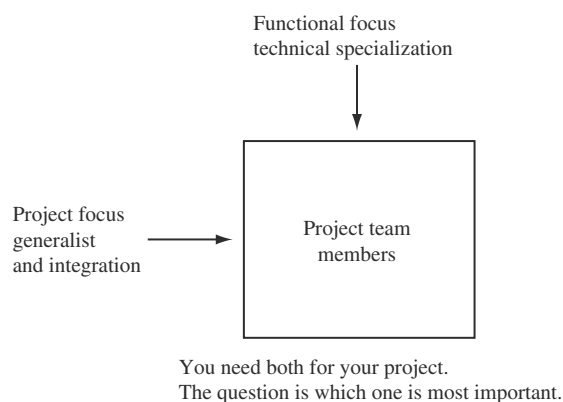 Functional focus
technical specialization
Project focus
generalist
and integration
Project team
members
You need both for your project.
The question is which one is most important.